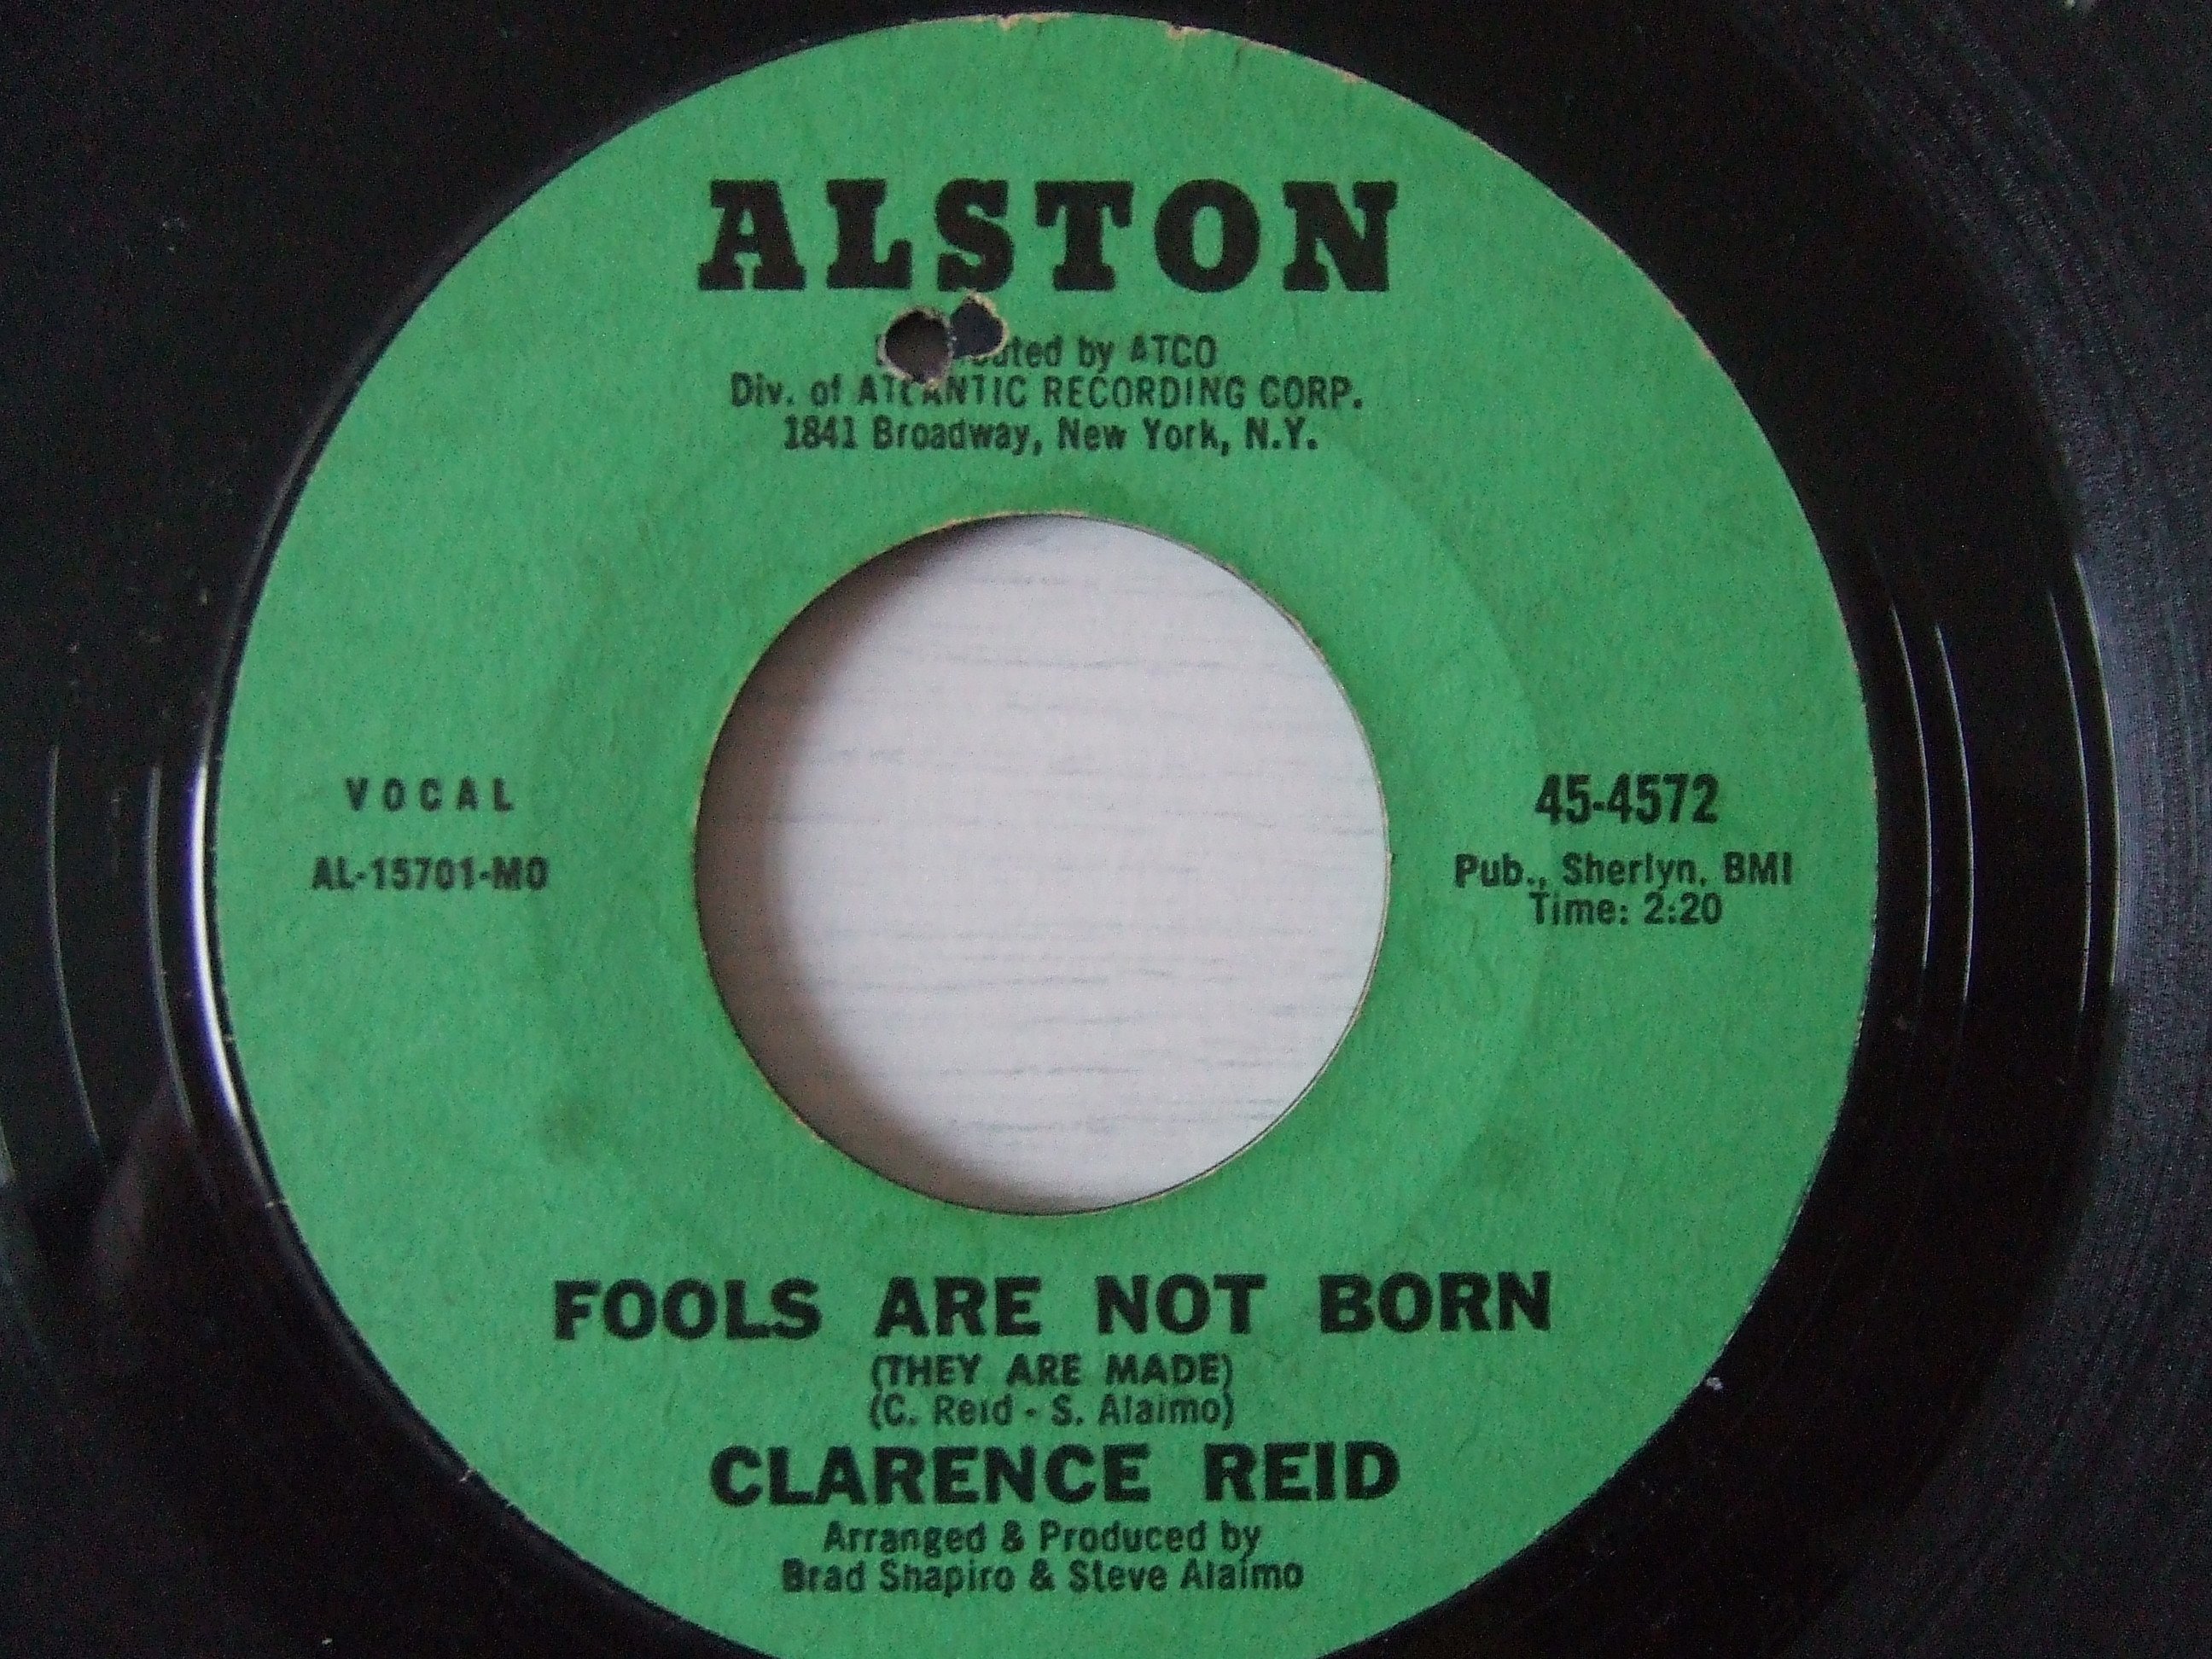 ALSTON
by ATCO
Div. of ATLANTIC RECORDING CORP.
1841 Broadway, New York, N.Y.
VOCAL
AL-15701-MO
45-4572
Pub., Sherlyn, BMI
Time: 2:20
FOOLS ARE NOT BORN
(THEY ARE MADE)
(C. Reid - S. Alaimo)
CLARENCE REID
Arranged & Produced by
Brad Shapiro & Steve Alaimo